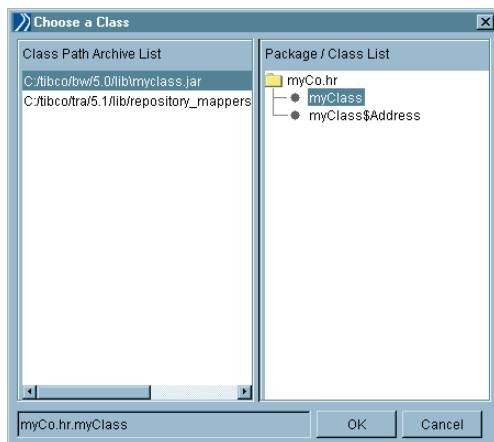 Choose a Class
Class Path Archive List
C:/tibco/bw/5.0/lib\myclass.jar
C:/tibco/tra/5.1/lib/repository_mappers
Package / Class List
myCo.hr
myClass
myClass$Address
myCo.hr.myClass
OK
Cancel